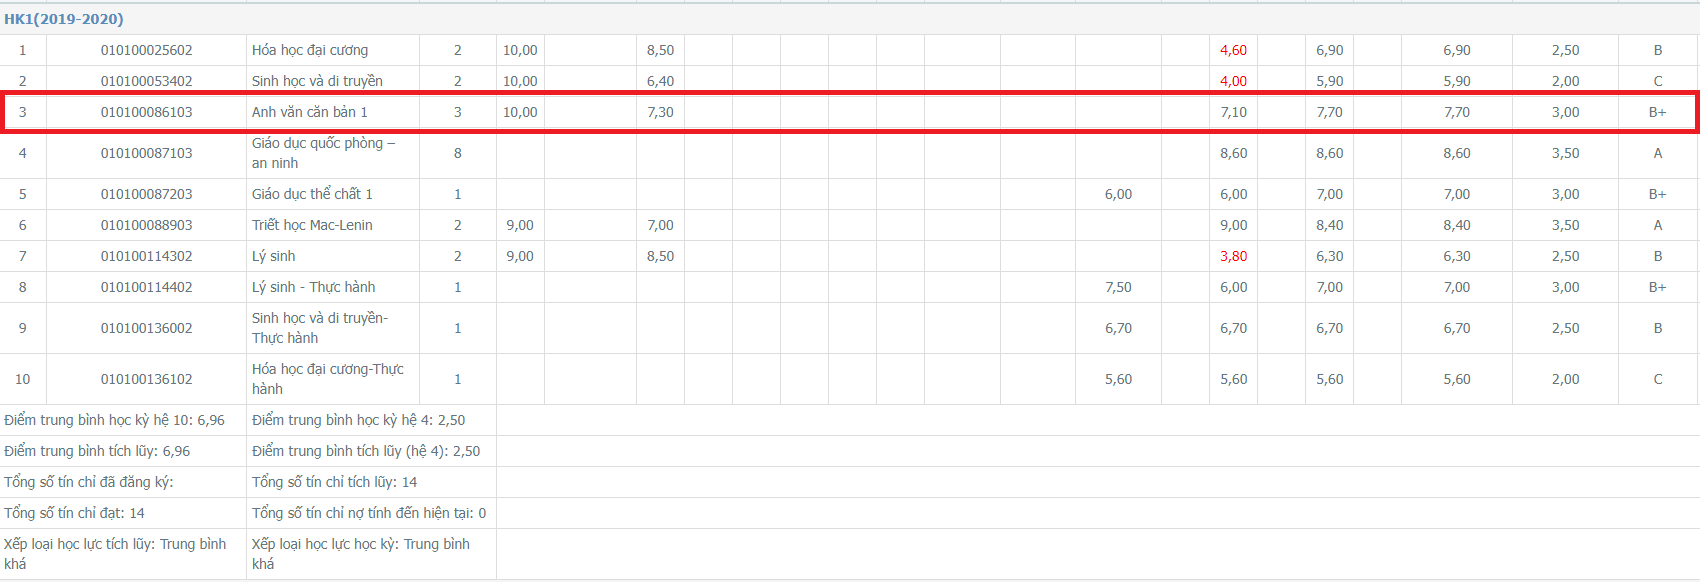 HK1(2019-2020)
1 010100025602 Hóa học đại cương 2 10,00 8,50 4,60 6,90 6,90 2,50 B
2 010100053402 Sinh học và di truyền 2 10,00 6,40 4,00 5,90 5,90 2,00 C
3 010100086103 Anh văn căn bản 1 3 10,00 7,30 7,10 7,70 7,70 3,00 B+
4 010100087103 Giáo dục quốc phòng – 8 8,60 8,60 8,60 3,50 A
an ninh
5 010100087203 Giáo dục thể chất 1 1 6,00 6,00 7,00 7,00 3,00 B+
6 010100088903 Triết học Mac-Lenin 2 9,00 7,00 9,00 8,40 8,40 3,50 A
7 010100114302 Lý sinh 2 9,00 8,50 3,80 6,30 6,30 2,50 B
8 010100114402 Lý sinh - Thực hành 1 7,50 6,00 7,00 7,00 3,00 B+
9 010100136002 Sinh học và di truyền- 1 6,70 6,70 6,70 6,70 2,50 B
Thực hành
10 010100136102 Hóa học đại cương-Thực 1 5,60 5,60 5,60 5,60 2,00 C
hành
Điểm trung bình học kỳ hệ 10: 6,96 Điểm trung bình học kỳ hệ 4: 2,50
Điểm trung bình tích lũy: 6,96 Điểm trung bình tích lũy (hệ 4): 2,50
Tổng số tín chỉ đã đăng ký: Tổng số tín chỉ tích lũy: 14
Tổng số tín chỉ đạt: 14 Tổng số tín chỉ nợ tính đến hiện tại: 0
Xếp loại học lực tích lũy: Trung bình Xếp loại học lực học kỳ: Trung bình
khá khá